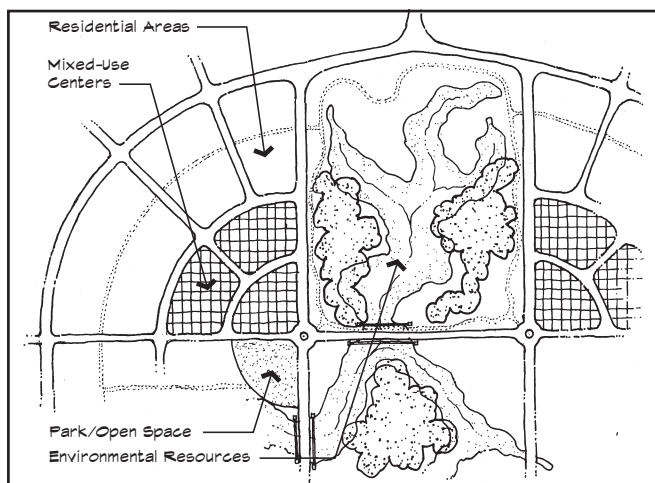 Residential Areas
Mixed-Use
Centers
Park/Open Space
Environmental Resources